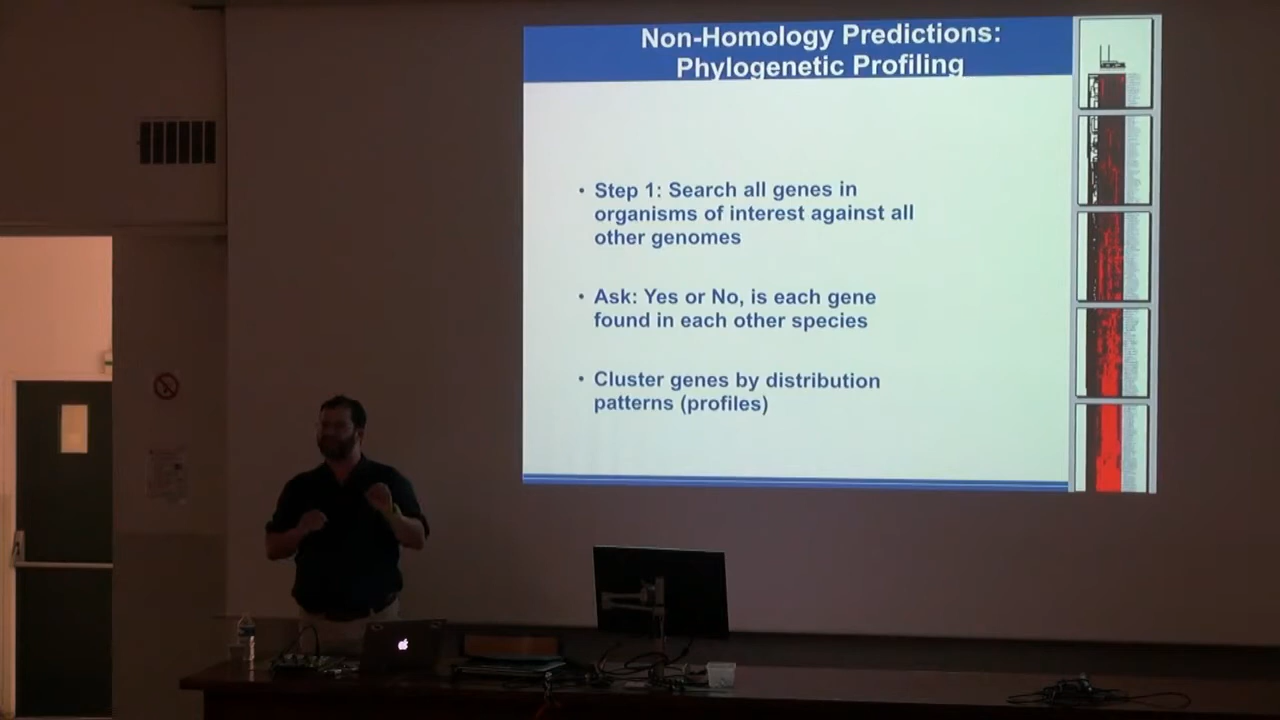 Non-Homology Predictions:
Phylogenetic Profiling
• Step 1: Search all genes in
organisms of interest against all
other genomes
• Ask: Yes or No, is each gene
found in each other species
• Cluster genes by distribution
patterns (profiles)